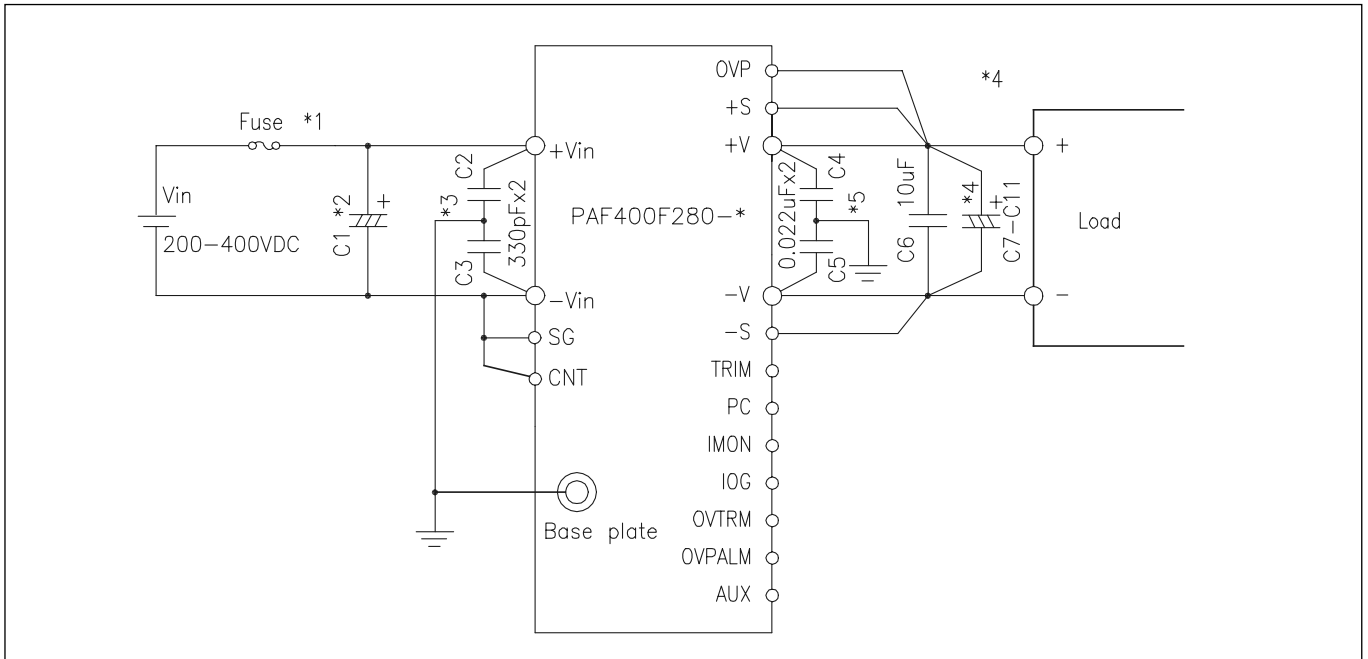 OVP
*4
+S
Fuse *1
+Vin
+V
+
C2
C4
10uF
Vin
*2
+
*3
330pFx2
PAF400F280-*
0.022uFx2
*5
*4
+
C7-C11
Load
200-400VDC
C1
C3
C5
C6
-Vin
-V
-
SG
-S
CNT
TRIM
PC
IMON
IOG
OVTRM
Base plate
OVPALM
AUX